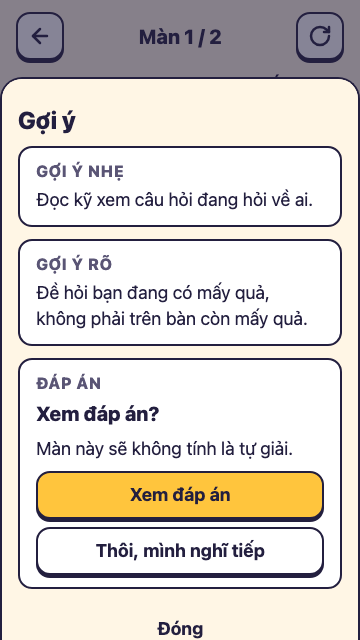 Màn 1 / 2
Gợi ý
GỢI Ý NHẸ
Đọc kỹ xem câu hỏi đang hỏi về ai.
GỢI Ý RÕ
Đề hỏi bạn đang có mấy quả,
không phải trên bàn còn mấy quả.
ĐÁP ÁN
Xem đáp án?
Màn này sẽ không tính là tự giải.
Xem đáp án
Thôi, mình nghĩ tiếp
Đóng